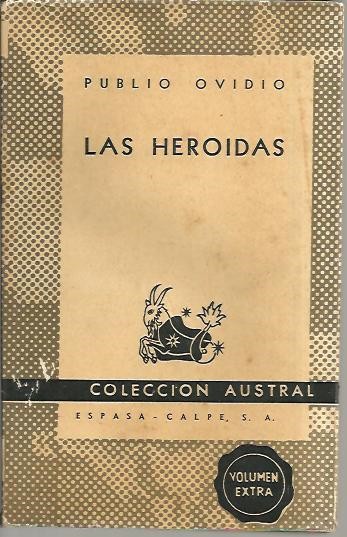 PUBLIO OVIDIO
LAS HEROIDAS
COLECCION AUSTRAL
ESPASA-CALPE, S. A.
VOLUMEN
EXTRA